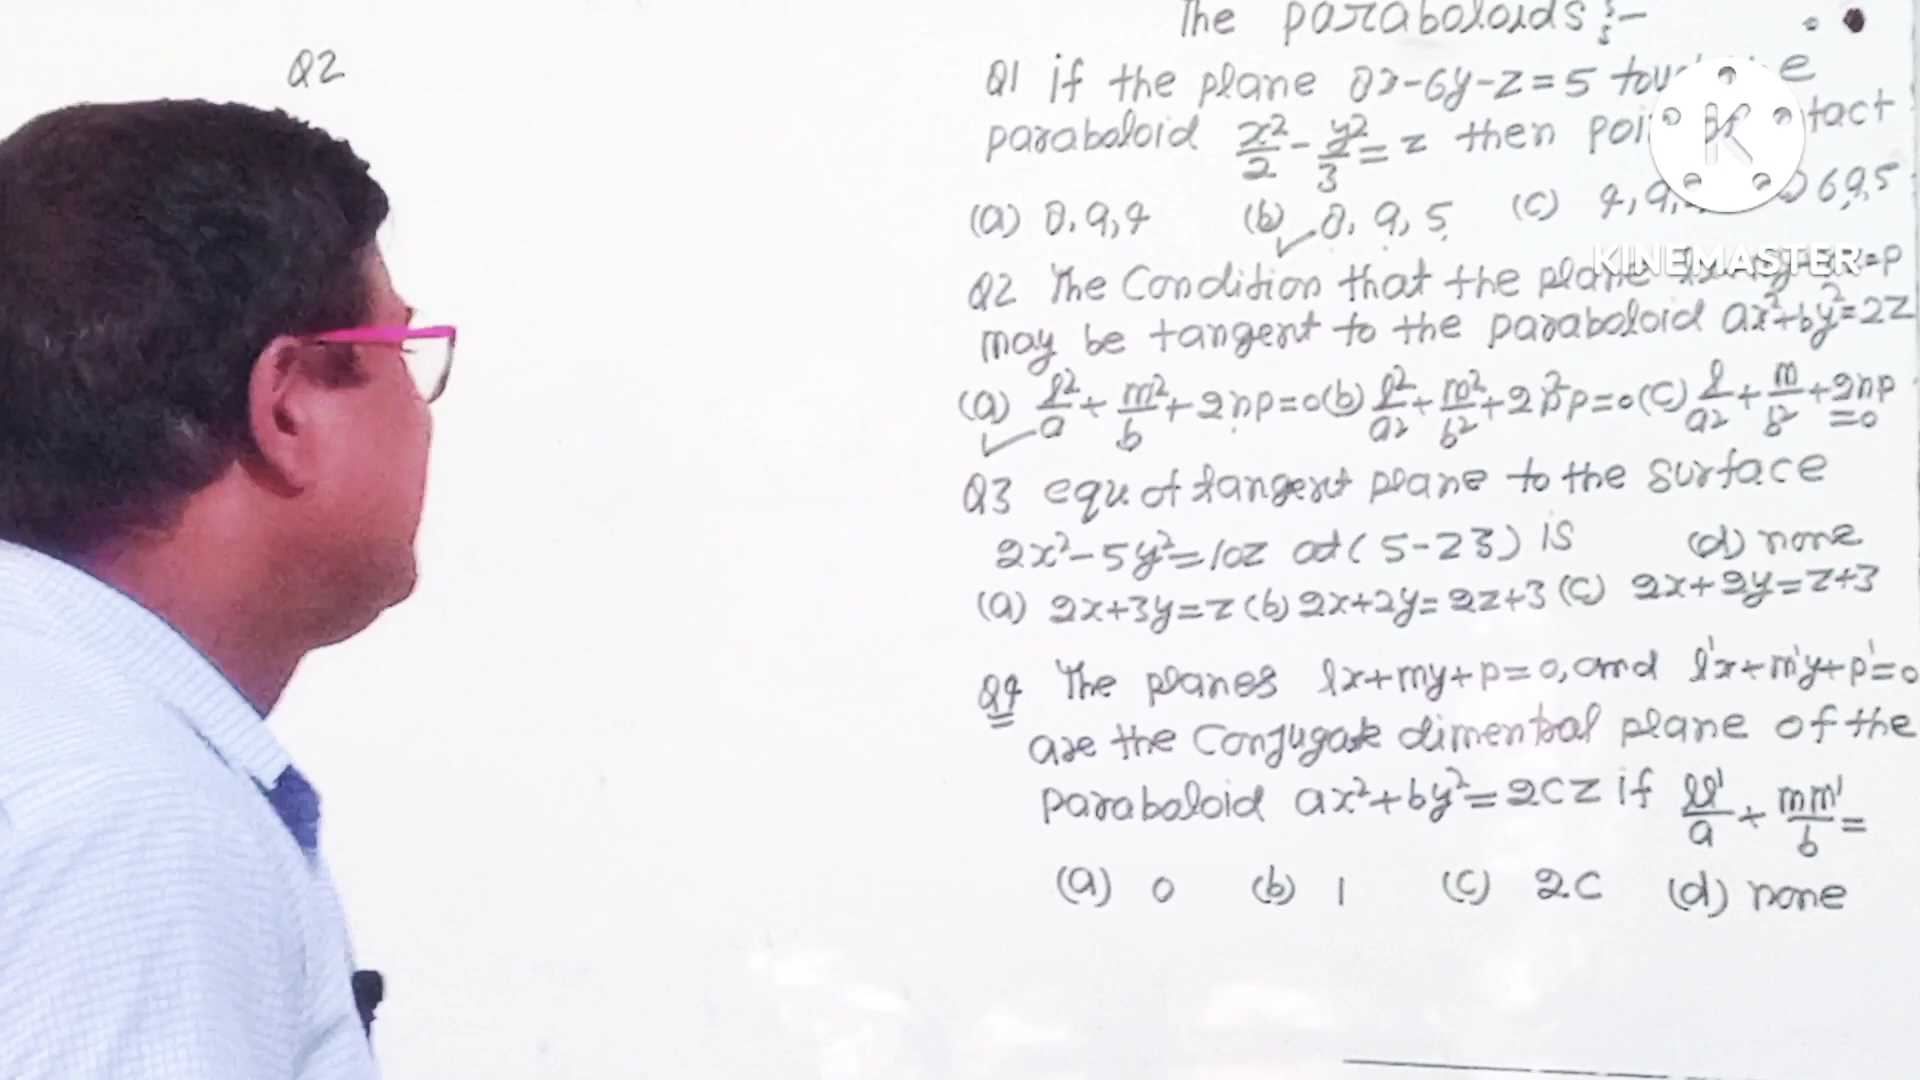 Q2
The paraboloids :-
Q1 if the plane 8x-6y-z=5 touch the
paraboloid x²/2 - y²/3 = z then poi tact
(a) 8,9,4 (b) 8,9,5 (c) 4,9, 6,9,5
KINEMASTER
Q2 The Condition that the plane =p
may be tangent to the paraboloid ax²+by²=2z
(a) l²/a + m²/b + 2np=0 (b) l²/a2 + m²/b² + 2n²p=0 (c) l/a2 + m/b² + 2np =0
Q3 equ of tangent plane to the surface
2x²-5y²=10z at (5-23) is (d) none
(a) 2x+3y=z (b) 2x+2y=2z+3 (c) 2x+2y=z+3
Q4 The planes lx+my+p=0, and l'x+m'y+p'=0
are the Conjugate dimentral plane of the
paraboloid ax²+by²=2cz if ll'/a + mm'/b =
(a) 0 (b) 1 (c) 2c (d) none